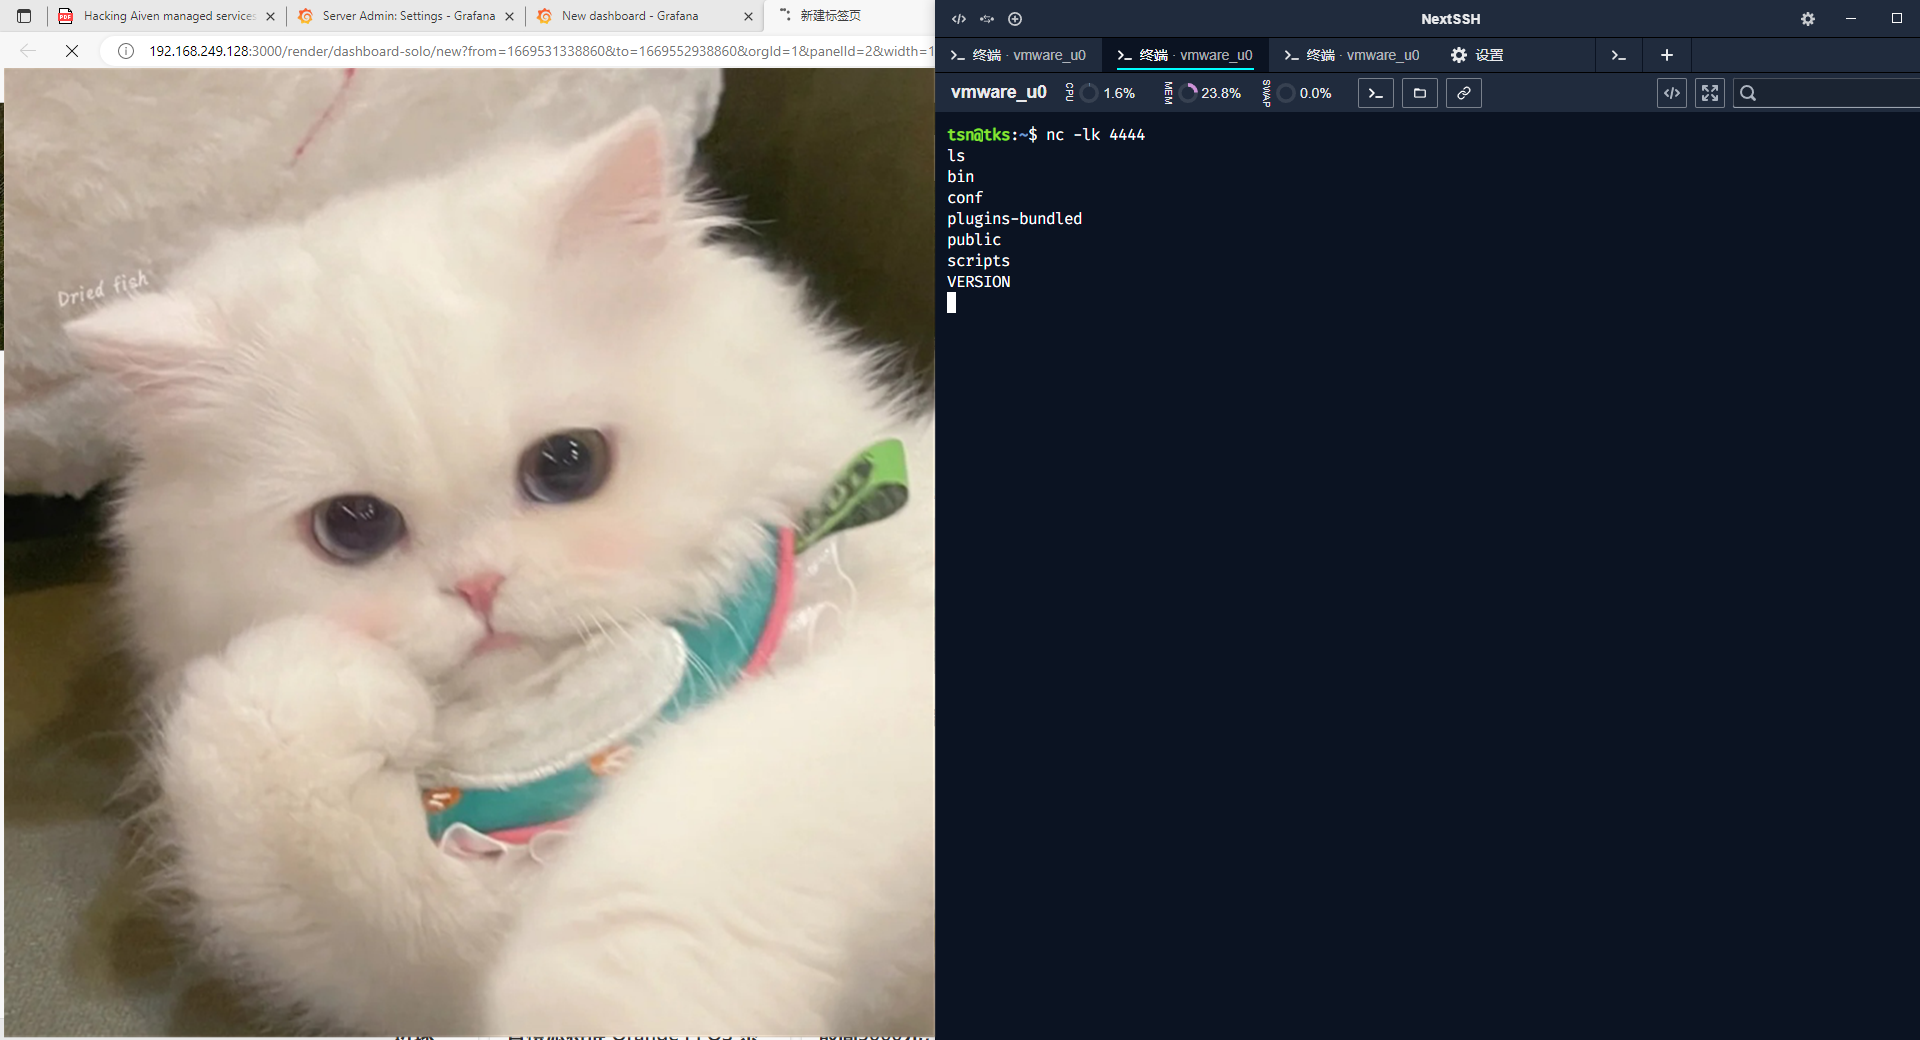 Hacking Aiven managed services
Server Admin: Settings - Grafana
New dashboard - Grafana
新建标签页
192.168.249.128:3000/render/dashboard-solo/new?from=1669531338860&to=1669552938860&orgId=1&panelId=2&width=1
Dried fish
NextSSH
终端 · vmware_u0
终端 · vmware_u0
终端 · vmware_u0
设置
vmware_u0
CPU
1.6%
MEM
23.8%
SWAP
0.0%
tsn@tks:~$ nc -lk 4444
ls
bin
conf
plugins-bundled
public
scripts
VERSION